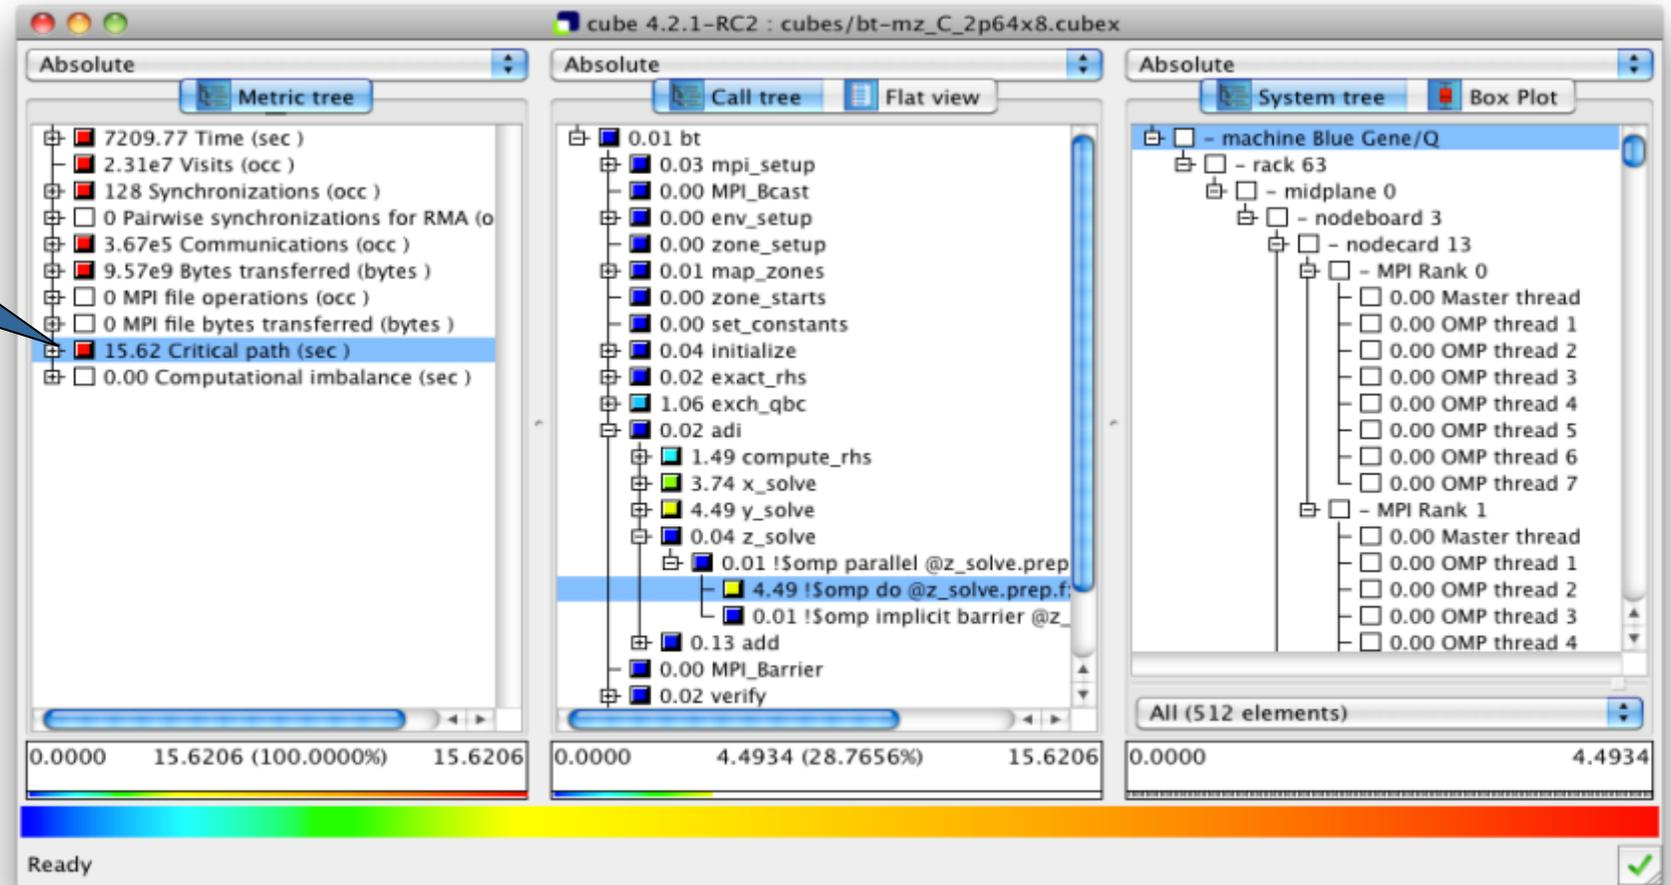 cube 4.2.1-RC2 : cubes/bt-mz_C_2p64x8.cubex
Absolute
Metric tree
7209.77 Time (sec )
2.31e7 Visits (occ )
128 Synchronizations (occ )
0 Pairwise synchronizations for RMA (o
3.67e5 Communications (occ )
9.57e9 Bytes transferred (bytes )
0 MPI file operations (occ )
0 MPI file bytes transferred (bytes )
15.62 Critical path (sec )
0.00 Computational imbalance (sec )
0.0000 15.6206 (100.0000%) 15.6206
Absolute
Call tree Flat view
0.01 bt
0.03 mpi_setup
0.00 MPI_Bcast
0.00 env_setup
0.00 zone_setup
0.01 map_zones
0.00 zone_starts
0.00 set_constants
0.04 initialize
0.02 exact_rhs
1.06 exch_qbc
0.02 adi
1.49 compute_rhs
3.74 x_solve
4.49 y_solve
0.04 z_solve
0.01 !$omp parallel @z_solve.prep
4.49 !$omp do @z_solve.prep.f:
0.01 !$omp implicit barrier @z_
0.13 add
0.00 MPI_Barrier
0.02 verify
0.0000 4.4934 (28.7656%) 15.6206
Absolute
System tree Box Plot
- machine Blue Gene/Q
- rack 63
- midplane 0
- nodeboard 3
- nodecard 13
- MPI Rank 0
0.00 Master thread
0.00 OMP thread 1
0.00 OMP thread 2
0.00 OMP thread 3
0.00 OMP thread 4
0.00 OMP thread 5
0.00 OMP thread 6
0.00 OMP thread 7
- MPI Rank 1
0.00 Master thread
0.00 OMP thread 1
0.00 OMP thread 2
0.00 OMP thread 3
0.00 OMP thread 4
All (512 elements)
0.0000 4.4934
Ready